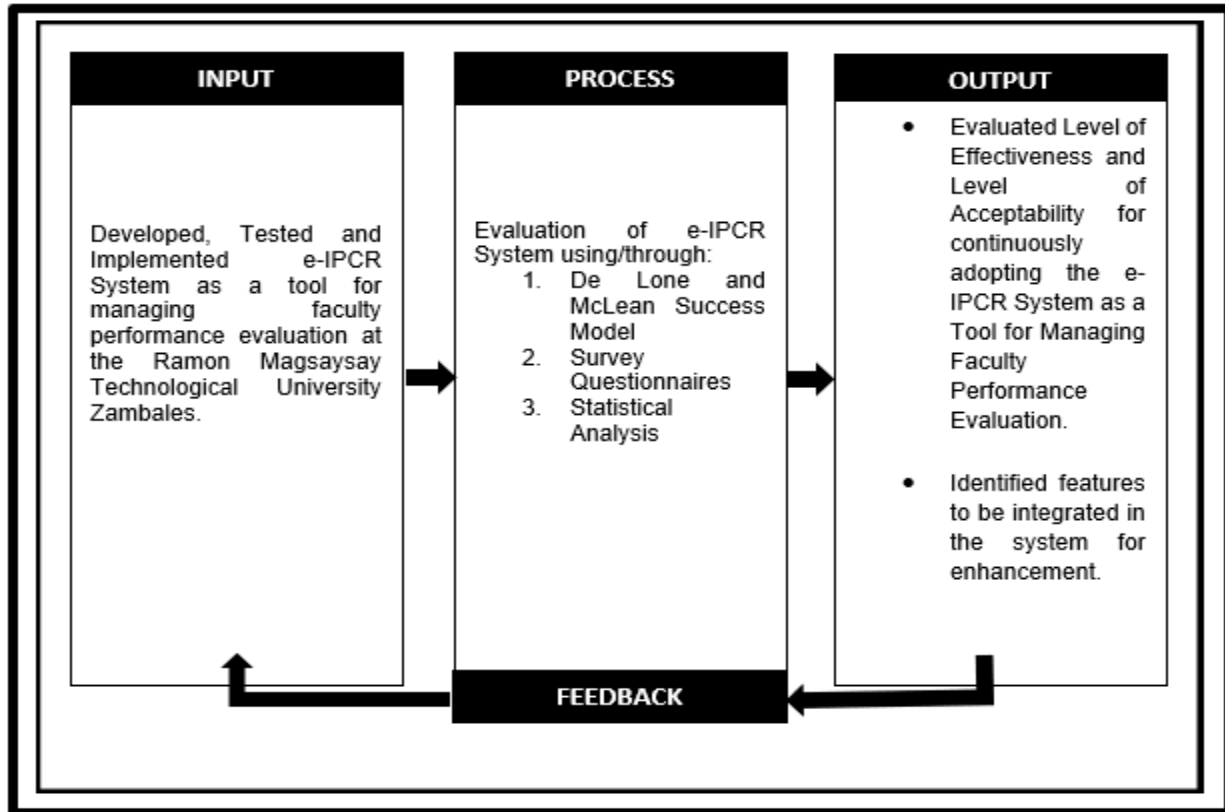 INPUT
Developed, Tested and
Implemented e-IPCR
System as a tool for
managing faculty
performance evaluation at
the Ramon Magsaysay
Technological University
Zambales.
PROCESS
Evaluation of e-IPCR
System using/through:
1. De Lone and
McLean Success
Model
2. Survey
Questionnaires
3. Statistical
Analysis
OUTPUT
• Evaluated Level of
Effectiveness and
Level of
Acceptability for
continuously
adopting the e-
IPCR System as a
Tool for Managing
Faculty
Performance
Evaluation.
• Identified features
to be integrated in
the system for
enhancement.
FEEDBACK